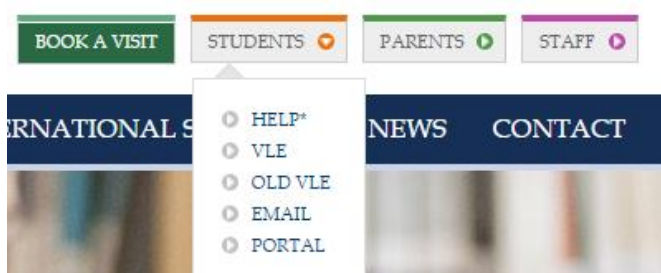 BOOK A VISIT STUDENTS PARENTS STAFF
HELP*
NEWS CONTACT
VLE
OLD VLE
EMAIL
PORTAL